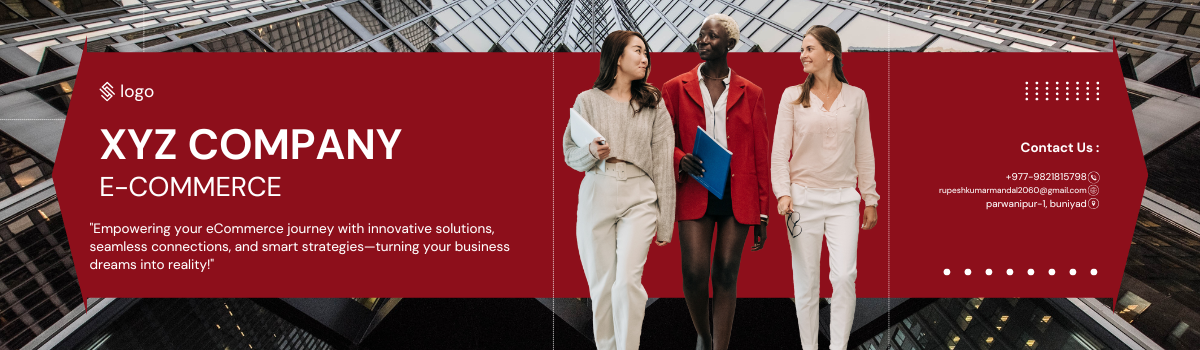 logo
XYZ COMPANY
E-COMMERCE
"Empowering your eCommerce journey with innovative solutions,
seamless connections, and smart strategies—turning your business
dreams into reality!"
Contact Us :
+977-9821815798
rupeshkumarmandal2060@gmail.com
parwanipur-1, buniyad